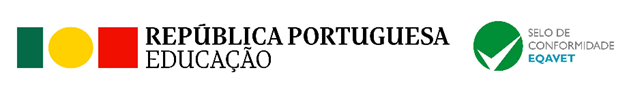 REPÚBLICA PORTUGUESA
EDUCAÇÃO
SELO DE
CONFORMIDADE
EQAVET